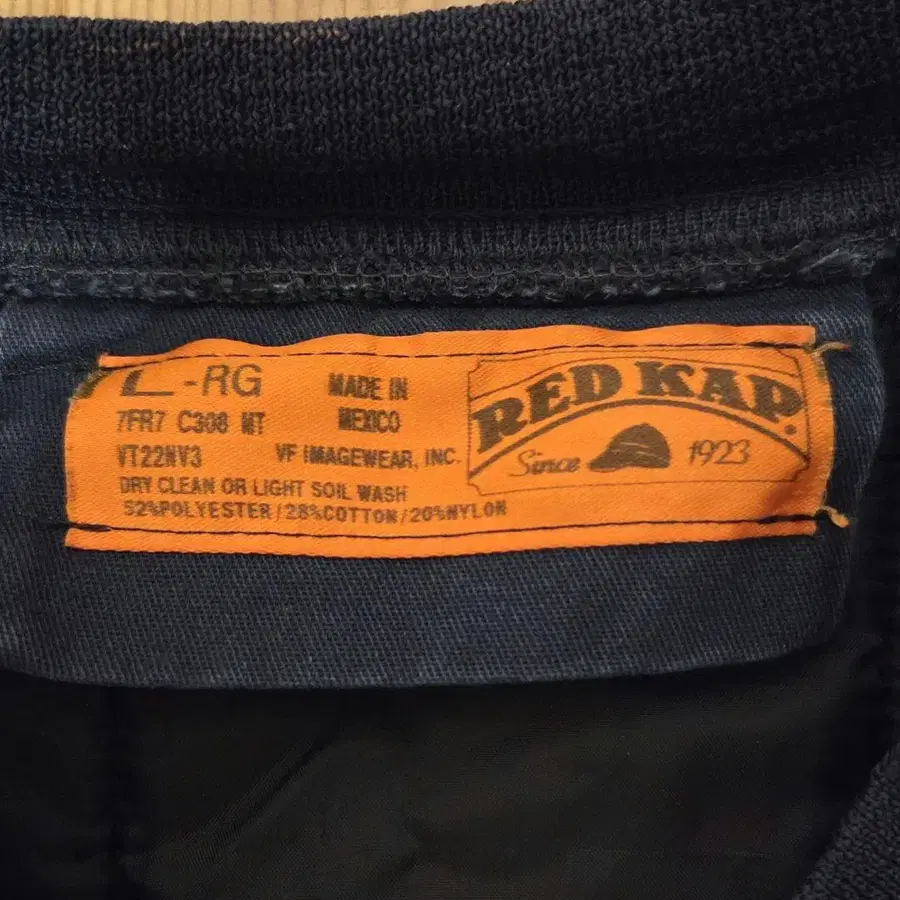 L-RG
MADE IN
MEXICO
7FR7 C308 MT
VT22NV3
VF IMAGEWEAR, INC.
DRY CLEAN OR LIGHT SOIL WASH
52%POLYESTER/28%COTTON/20%NYLON
RED KAP®
Since 1923